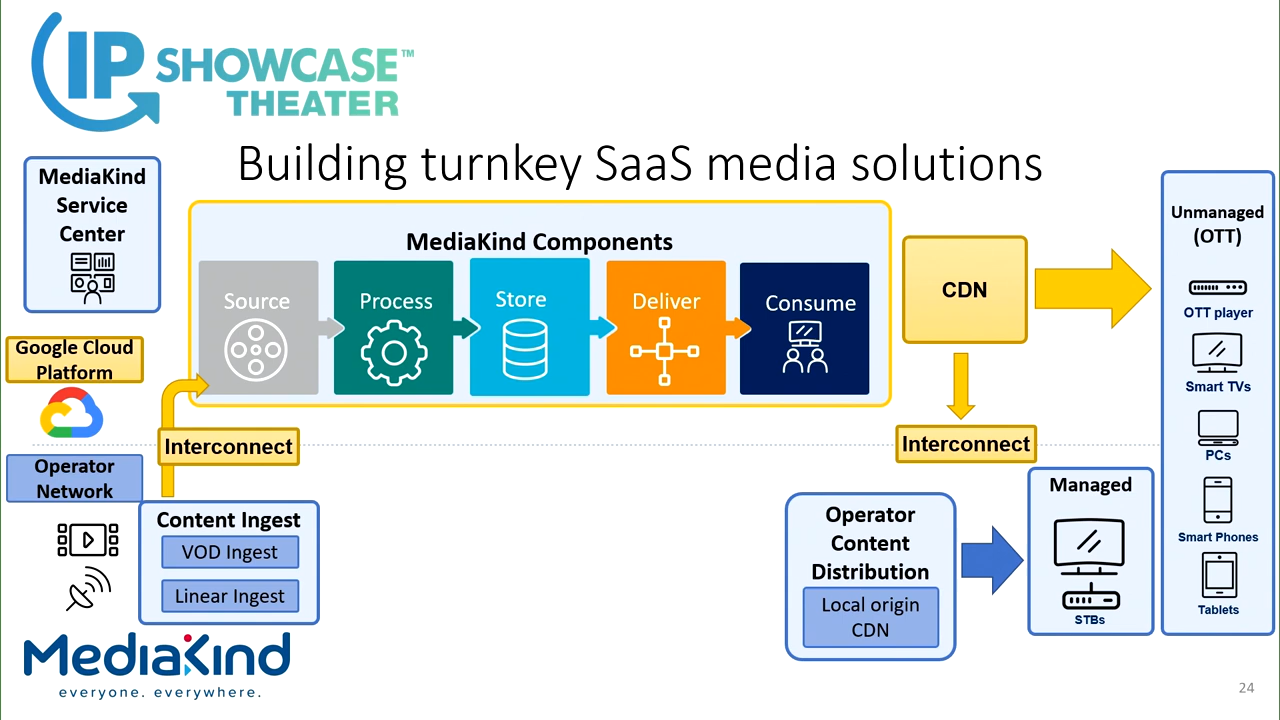 IP SHOWCASE™
THEATER
Building turnkey SaaS media solutions
MediaKind
Service
Center
MediaKind Components
Source
Process
Store
Deliver
Consume
CDN
Unmanaged
(OTT)
OTT player
Smart TVs
PCs
Smart Phones
Tablets
Google Cloud
Platform
Interconnect
Interconnect
Operator
Network
Content Ingest
VOD Ingest
Linear Ingest
Operator
Content
Distribution
Local origin
CDN
Managed
STBs
MediaKind
everyone. everywhere.
24